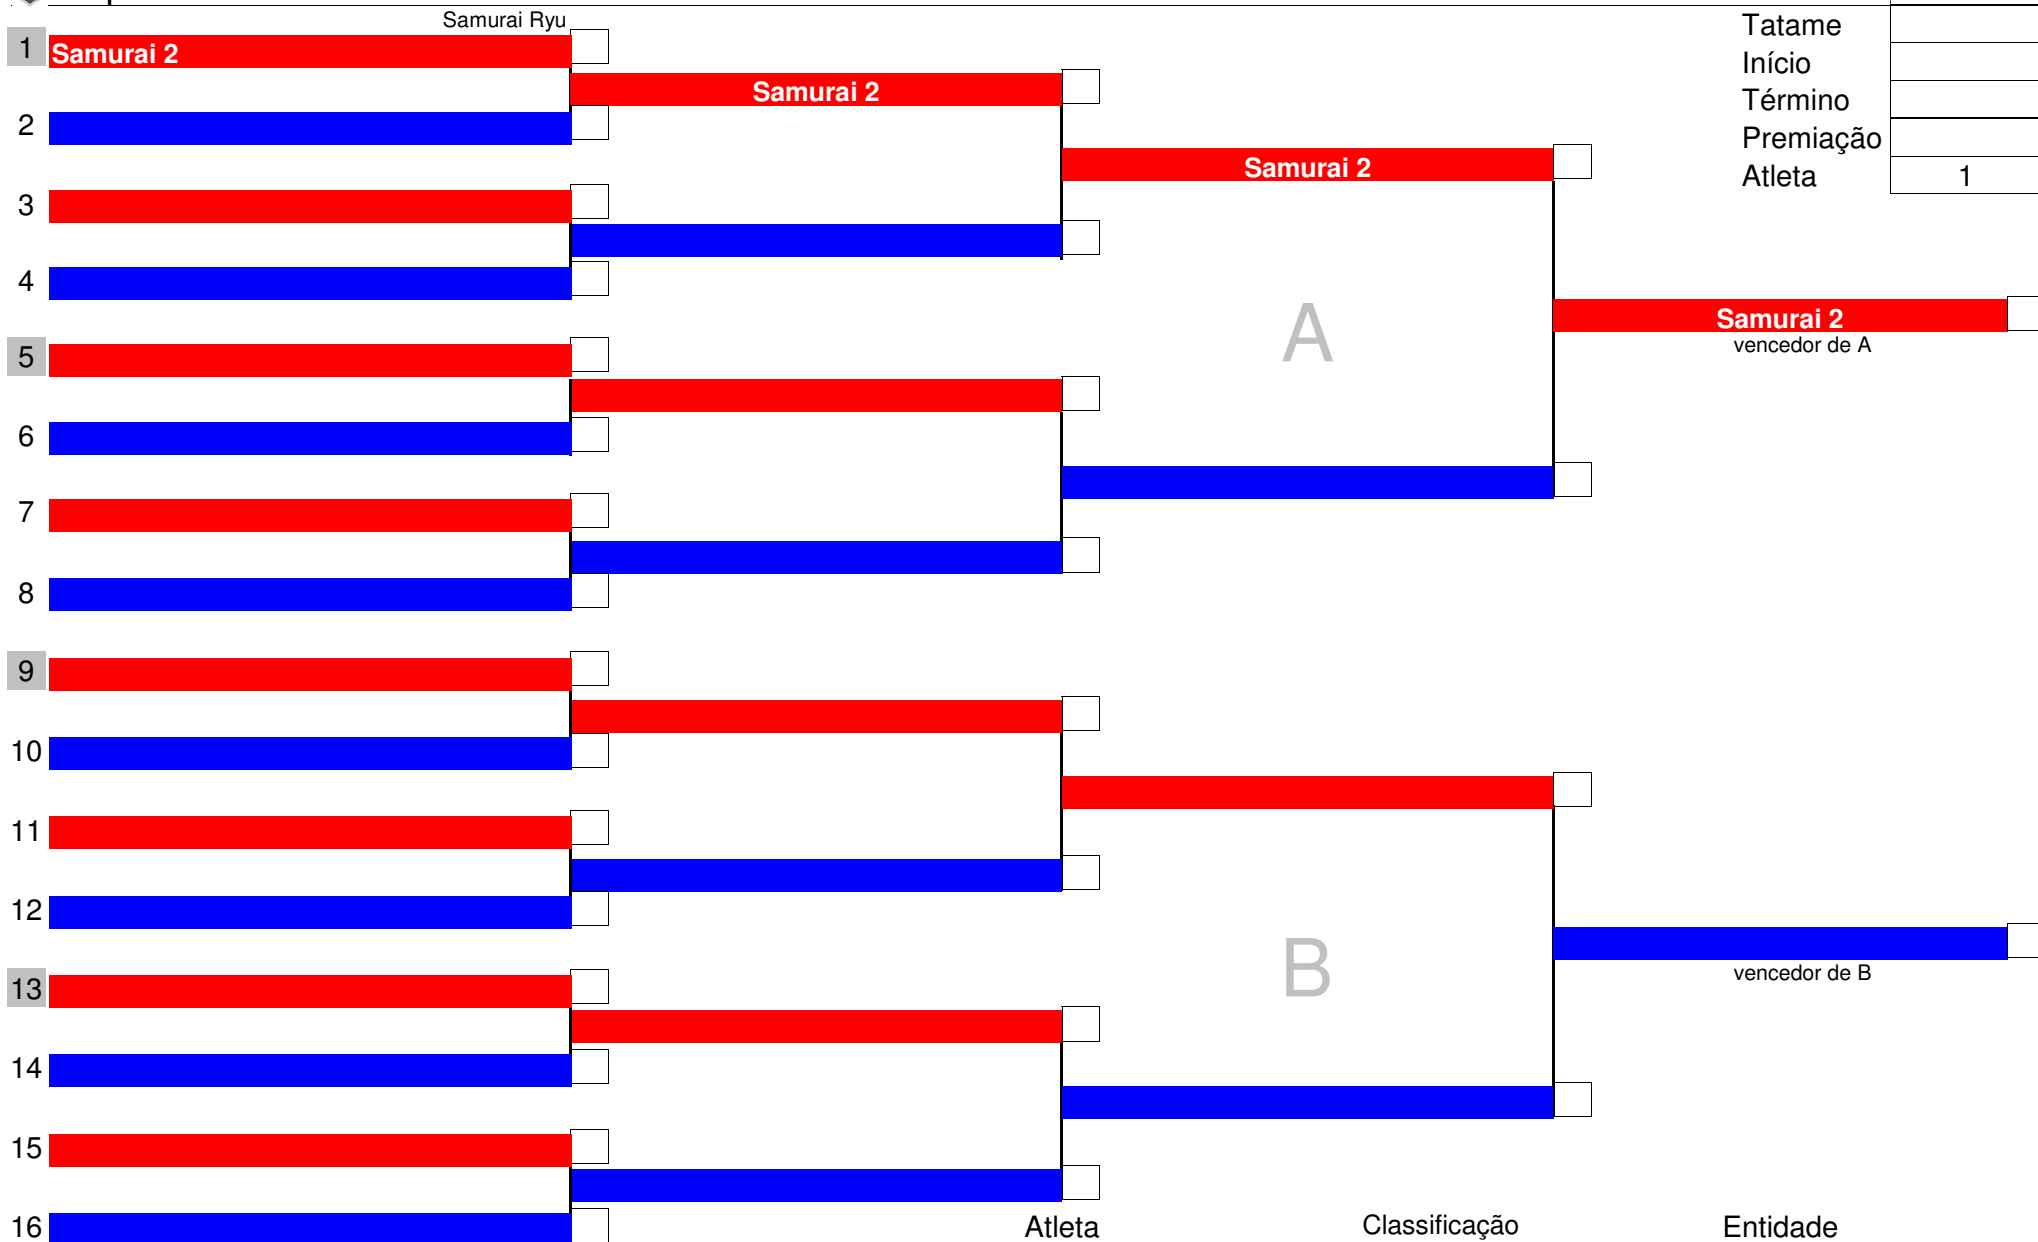 Samurai Ryu
Tatame
1 Samurai 2
Início
Samurai 2
Término
2
Premiação
Samurai 2
Atleta 1
3
4
A
Samurai 2
vencedor de A
5
6
7
8
9
10
11
12
B
vencedor de B
13
14
15
16
Atleta Classificação Entidade